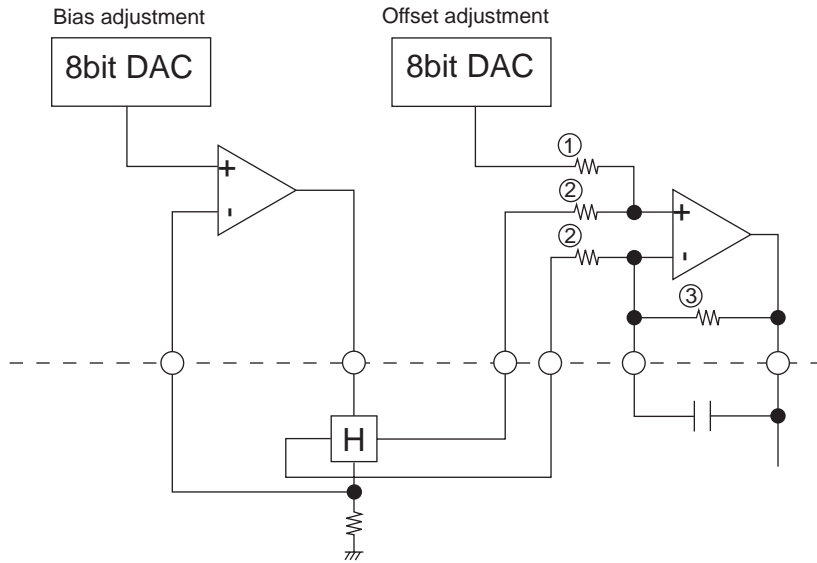 Bias adjustment
Offset adjustment
8bit DAC
8bit DAC
①
+
②
+
-
②
-
③
H